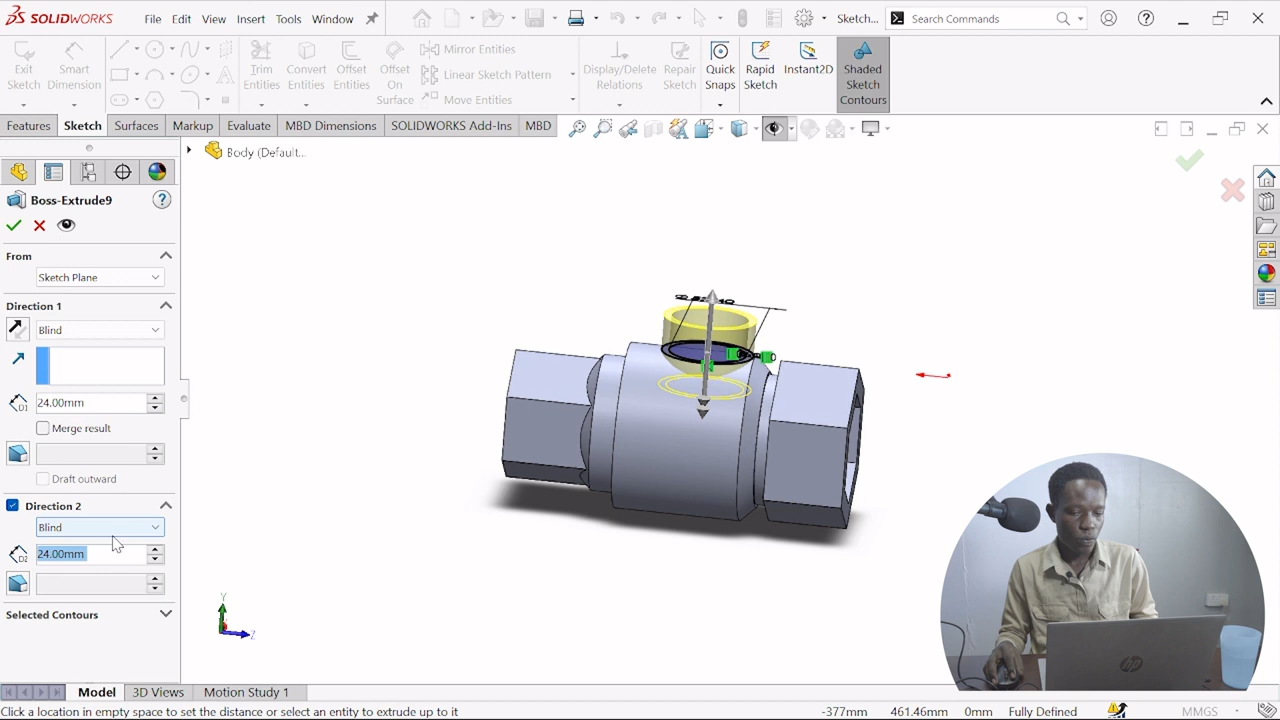 SOLIDWORKS File Edit View Insert Tools Window Sketch... Search Commands
Exit Sketch
Smart Dimension
Trim Entities
Convert Entities
Offset Entities
Offset On Surface
Mirror Entities
Linear Sketch Pattern
Move Entities
Display/Delete Relations
Repair Sketch
Quick Snaps
Rapid Sketch
Instant2D
Shaded Sketch Contours
Features Sketch Surfaces Markup Evaluate MBD Dimensions SOLIDWORKS Add-Ins MBD
Body (Default...
Boss-Extrude9
From
Sketch Plane
Direction 1
Blind
D1 24.00mm
Merge result
Draft outward
Direction 2
Blind
D2 24.00mm
Selected Contours
Y
Z
Model 3D Views Motion Study 1
Click a location in empty space to set the distance or select an entity to extrude up to it -377mm 461.46mm 0mm Fully Defined MMGS
hp